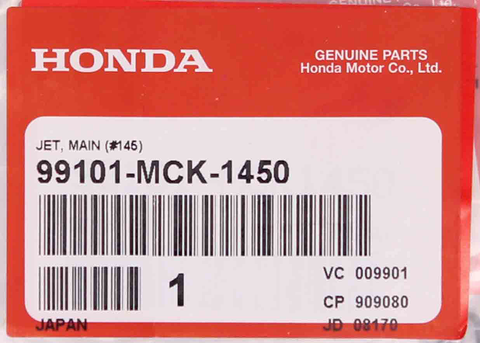 HONDA
GENUINE PARTS
Honda Motor Co., Ltd.
JET, MAIN (#145)
99101-MCK-1450
1
VC 009901
CP 909080
JAPAN
JD 08170